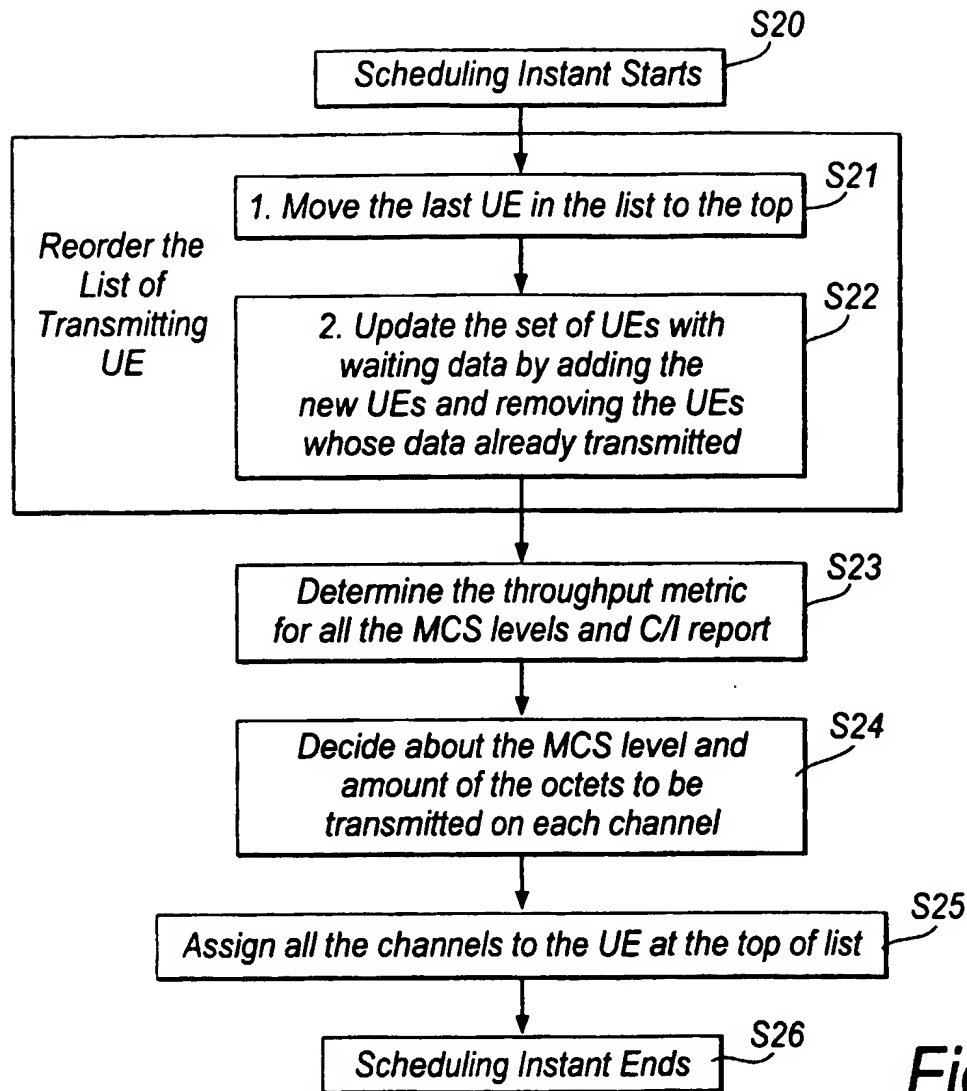 S20
Scheduling Instant Starts
S21
1. Move the last UE in the list to the top
Reorder the
List of
Transmitting
UE
S22
2. Update the set of UEs with
waiting data by adding the
new UEs and removing the UEs
whose data already transmitted
S23
Determine the throughput metric
for all the MCS levels and C/I report
S24
Decide about the MCS level and
amount of the octets to be
transmitted on each channel
S25
Assign all the channels to the UE at the top of list
S26
Scheduling Instant Ends